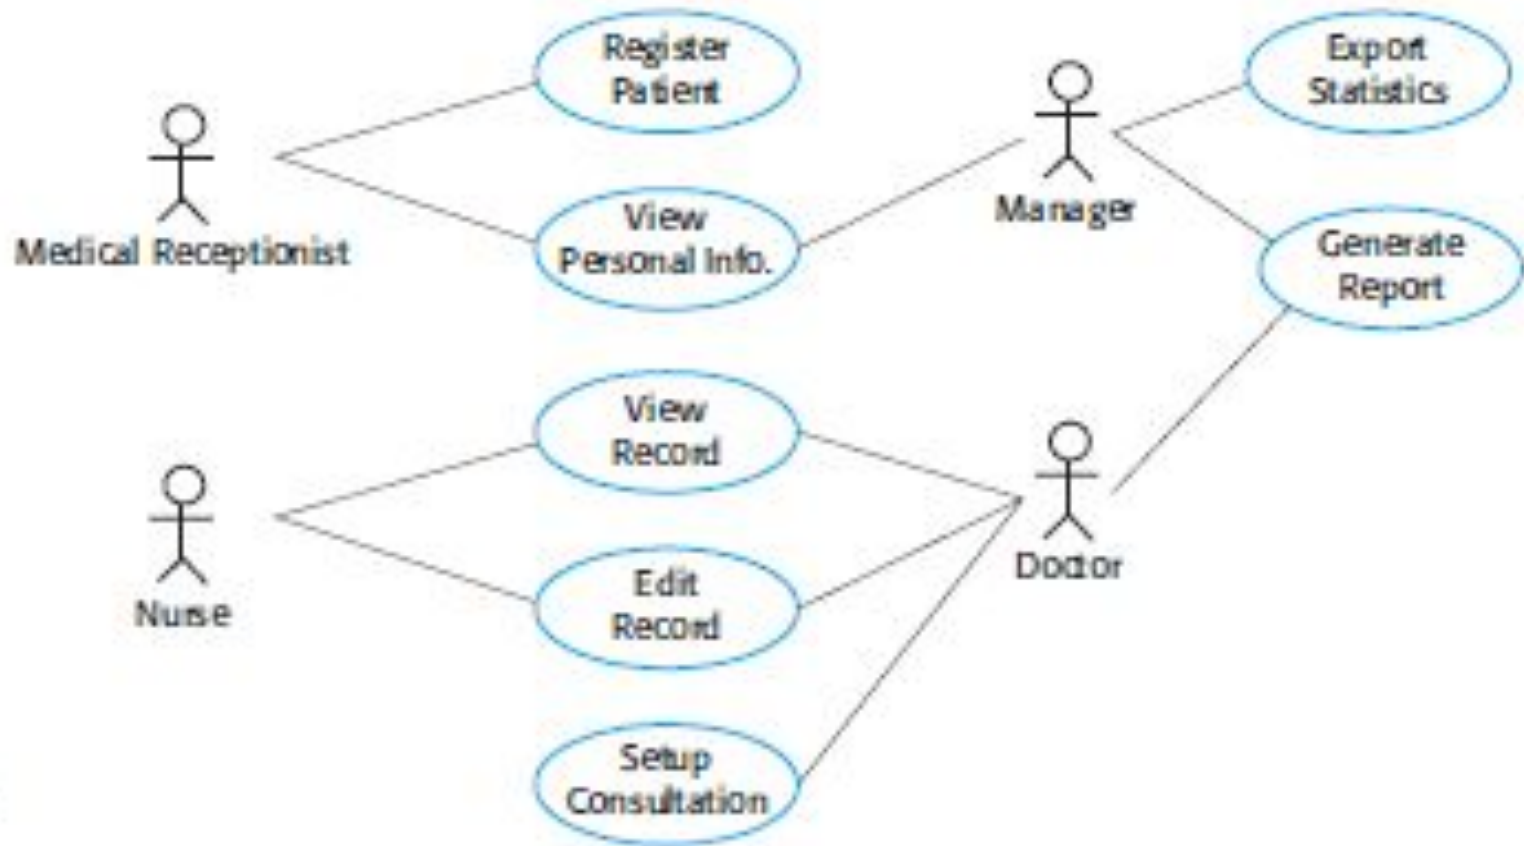 Register
Patient
Export
Statistics
Medical Receptionist
View
Personal Info.
Manager
Generate
Report
View
Record
Nurse
Edit
Record
Doctor
Setup
Consultation